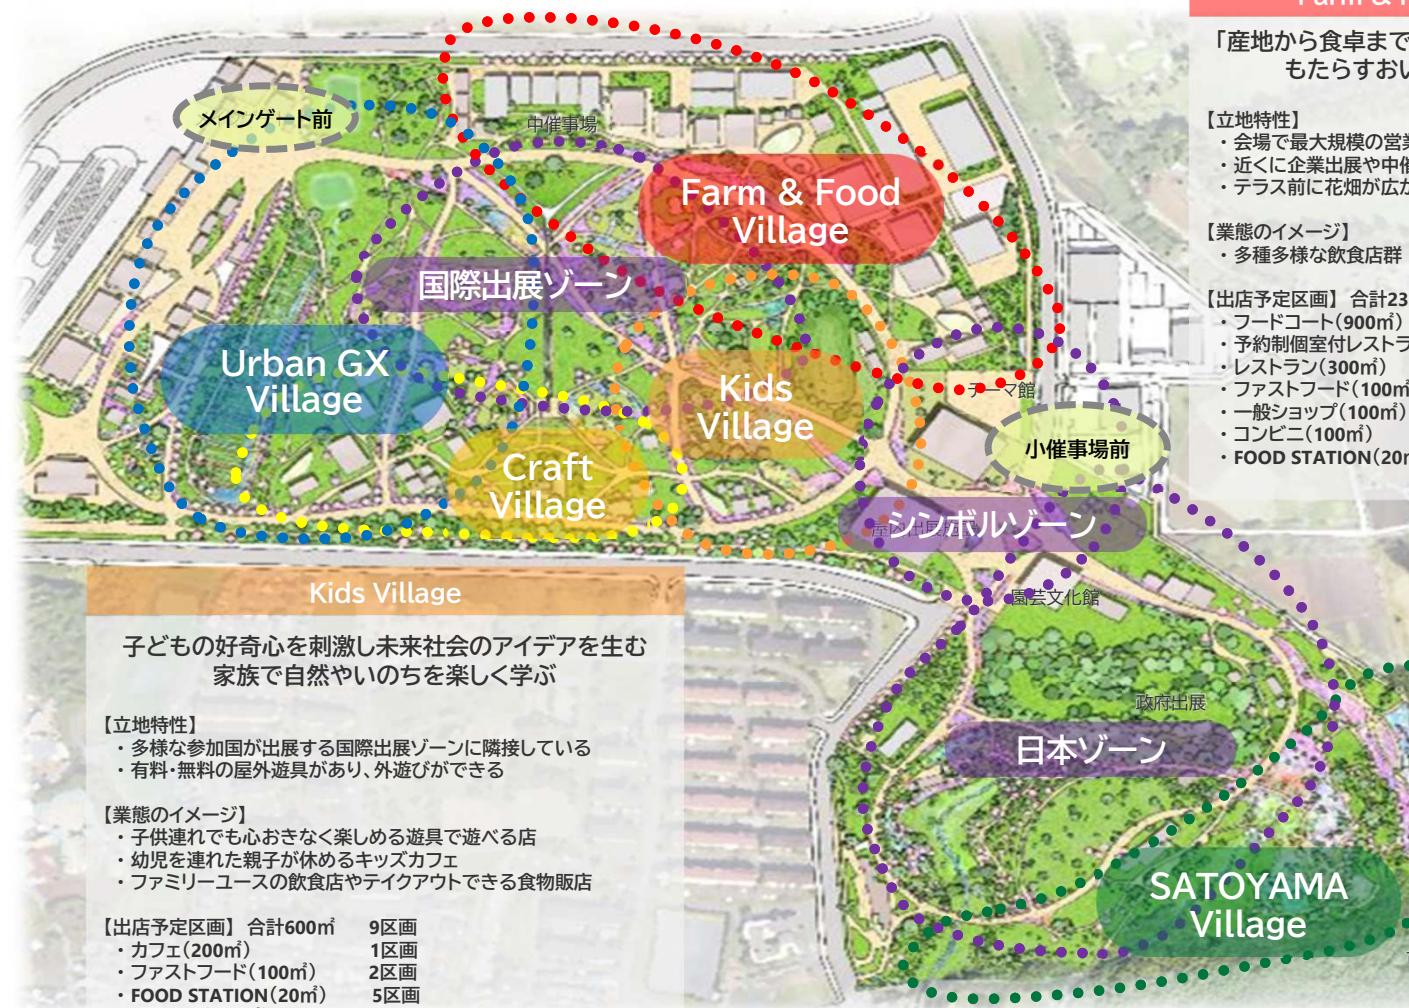 メインゲート前
中催事場
Farm & Food
Village
国際出展ゾーン
Urban GX
Village
Kids
Village
テーマ館
小催事場前
Craft
Village
シンボルゾーン
園芸文化館
政府出展
日本ゾーン
SATOYAMA
Village
Kids Village
子どもの好奇心を刺激し未来社会のアイデアを生む
家族で自然やいのちを楽しく学ぶ
【立地特性】
・多様な参加国が出展する国際出展ゾーンに隣接している
・有料・無料の屋外遊具があり、外遊びができる
【業態のイメージ】
・子供連れでも心おきなく楽しめる遊具で遊べる店
・幼児を連れた親子が休めるキッズカフェ
・ファミリーユースの飲食店やテイクアウトできる食物販店
【出店予定区画】 合計600㎡ 9区画
・カフェ(200㎡) 1区画
・ファストフード(100㎡) 2区画
・FOOD STATION(20㎡) 5区画
「産地から食卓まで
もたらすおい
【立地特性】
・会場で最大規模の営業
・近くに企業出展や中催
・テラス前に花畑が広が
【業態のイメージ】
・多種多様な飲食店群
【出店予定区画】 合計23
・フードコート(900㎡)
・予約制個室付レストラ
・レストラン(300㎡)
・ファストフード(100㎡
・一般ショップ(100㎡)
・コンビニ(100㎡)
・FOOD STATION(20㎡